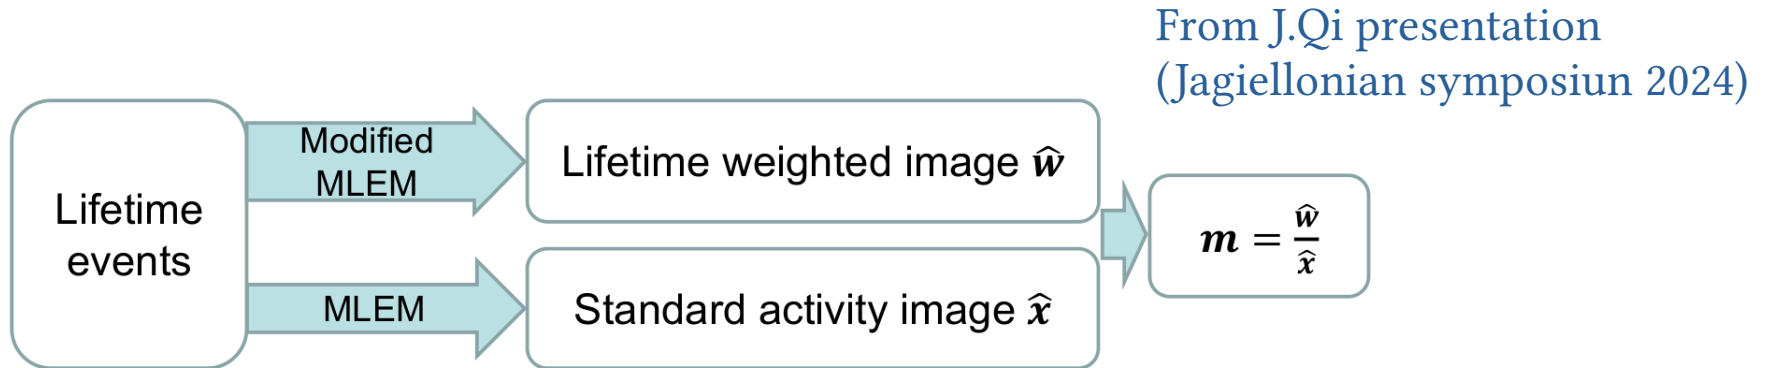 From J.Qi presentation
(Jagiellonian symposiun 2024)
Lifetime
events
Modified
MLEM
Lifetime weighted image ŵ
MLEM
Standard activity image x̂
m = ŵ/x̂